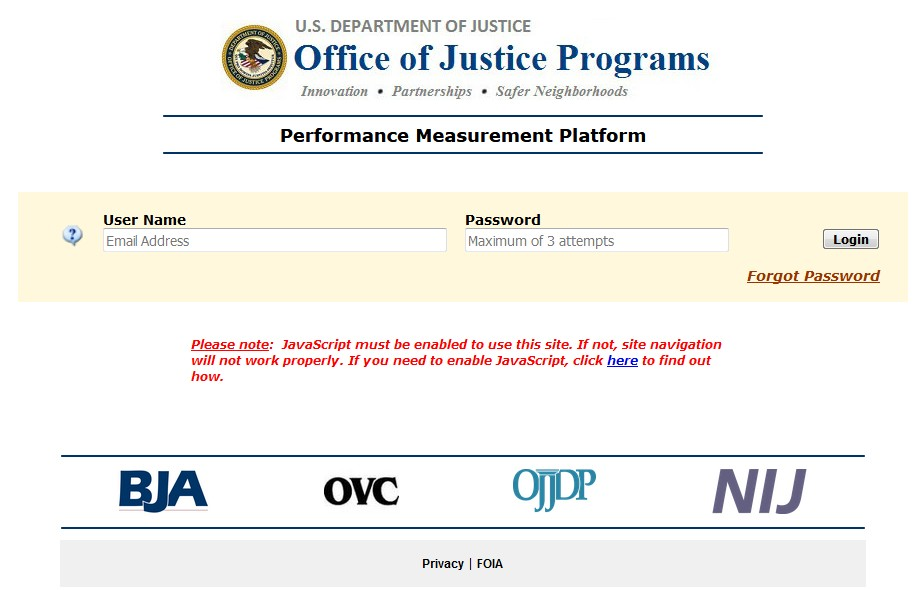 U.S. DEPARTMENT OF JUSTICE
Office of Justice Programs
Innovation • Partnerships • Safer Neighborhoods
Performance Measurement Platform
User Name
Password
?
Email Address
Maximum of 3 attempts
Login
Forgot Password
Please note:  JavaScript must be enabled to use this site. If not, site navigation
will not work properly. If you need to enable JavaScript, click here to find out
how.
BJA
OVC
OJJDP
NIJ
Privacy | FOIA